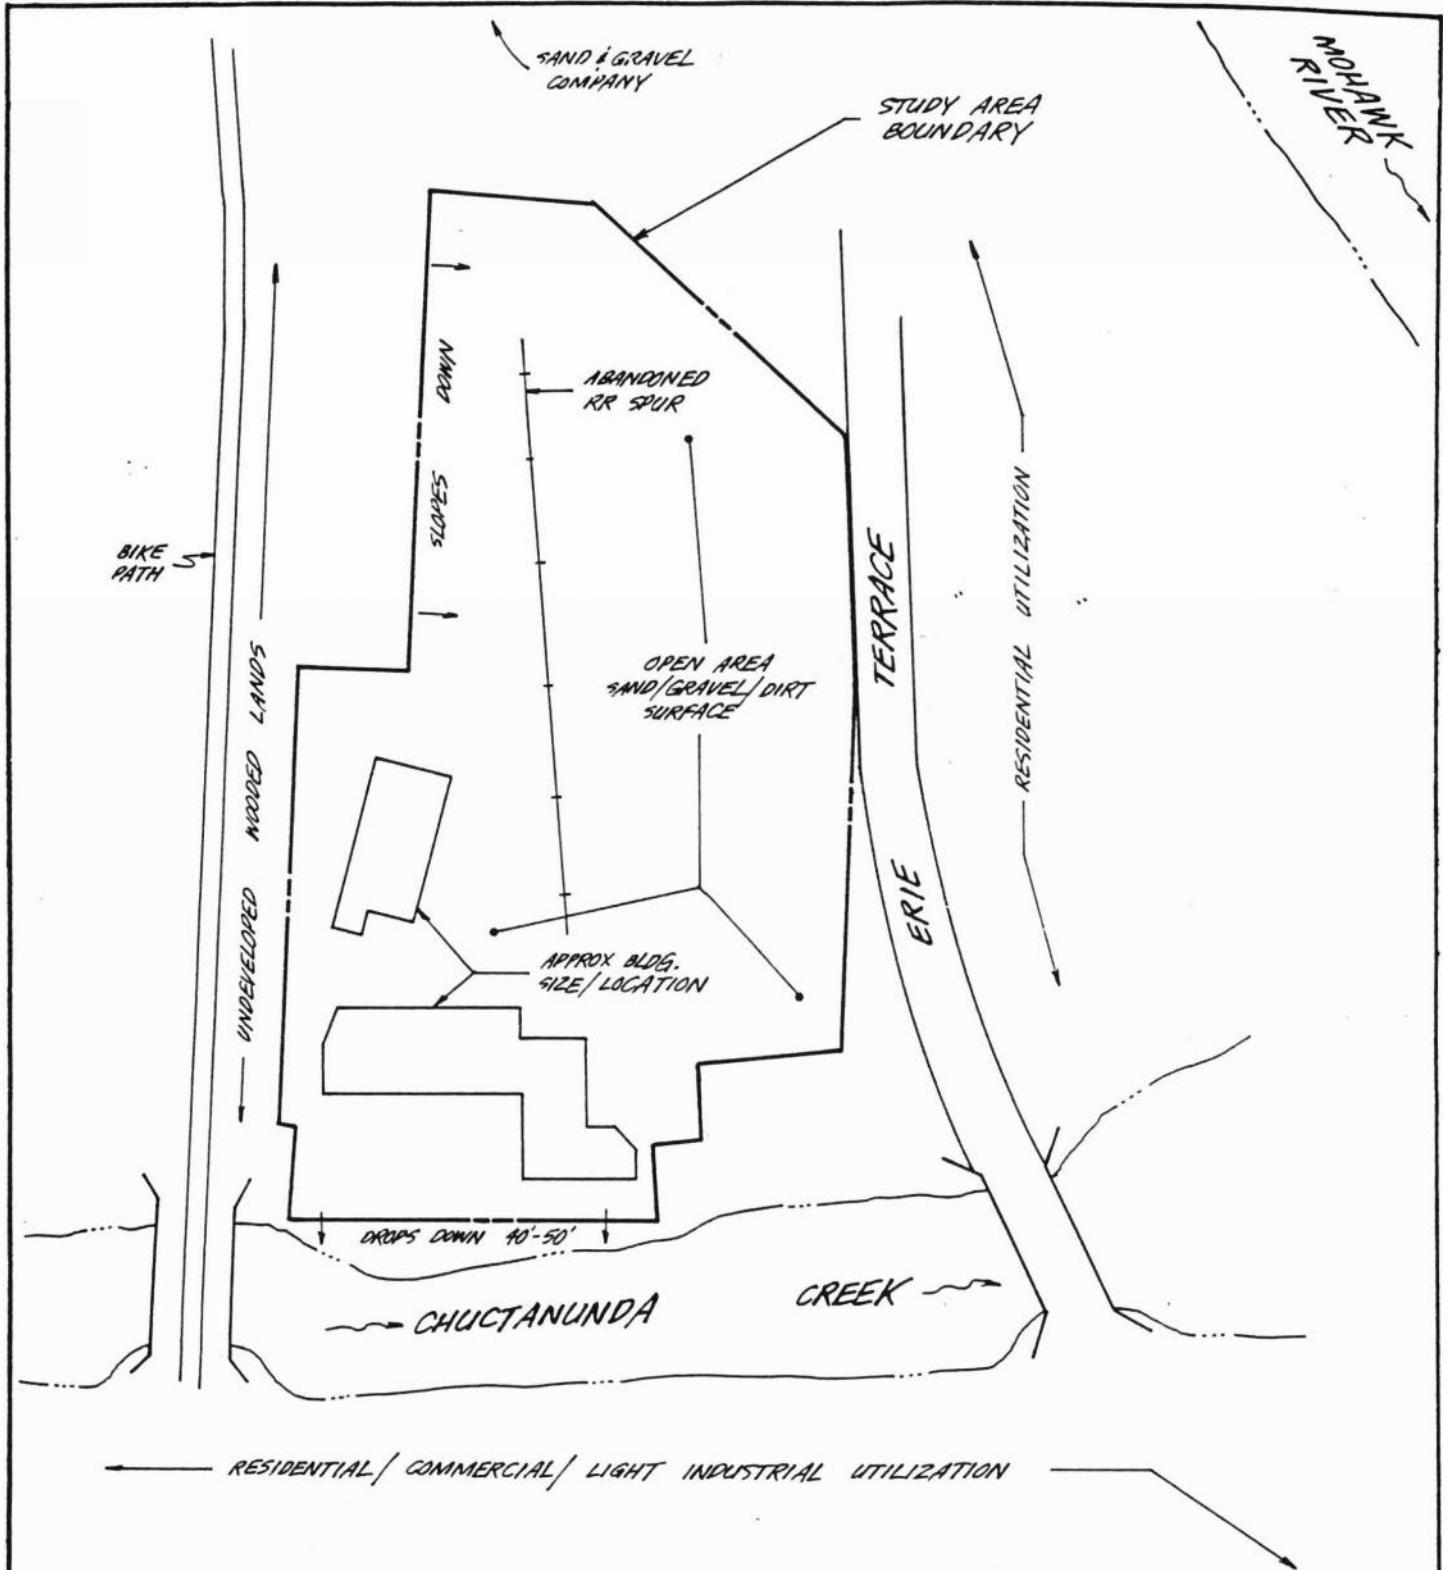 SAND & GRAVEL
COMPANY
MOHAWK
RIVER
STUDY AREA
BOUNDARY
SLOPES DOWN
ABANDONED
RR SPUR
BIKE
PATH
UNDEVELOPED WOODED LANDS
OPEN AREA
SAND/GRAVEL/DIRT
SURFACE
ERIE TERRACE
RESIDENTIAL UTILIZATION
APPROX BLDG.
SIZE/LOCATION
DROPS DOWN 40'-50'
CHUCTANUNDA CREEK
RESIDENTIAL/COMMERCIAL/LIGHT INDUSTRIAL UTILIZATION